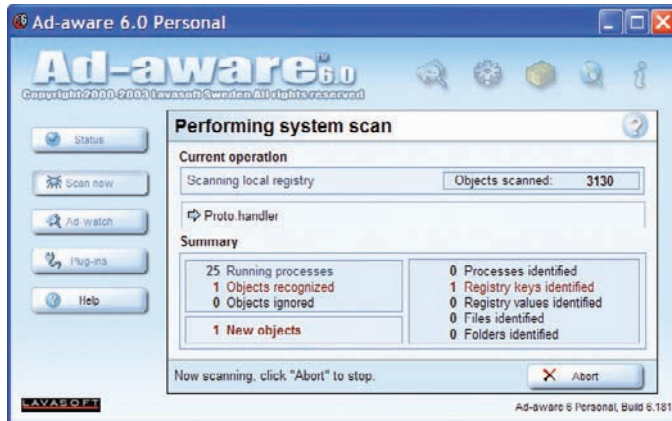 Ad-aware 6.0 Personal
Ad-aware 6.0
TM
Copyright 2000-2003 Lavasoft Sweden All rights reserved
Status
Scan now
Ad-watch
Plug-ins
Help
Performing system scan
?
Current operation
Scanning local registry
Objects scanned: 3130
Proto.handler
Summary
25 Running processes
1 Objects recognized
0 Objects ignored
1 New objects
0 Processes identified
1 Registry keys identified
0 Registry values identified
0 Files identified
0 Folders identified
Now scanning, click "Abort" to stop.
Abort
LAVASOFT
Ad-aware 6 Personal, Build 6.181